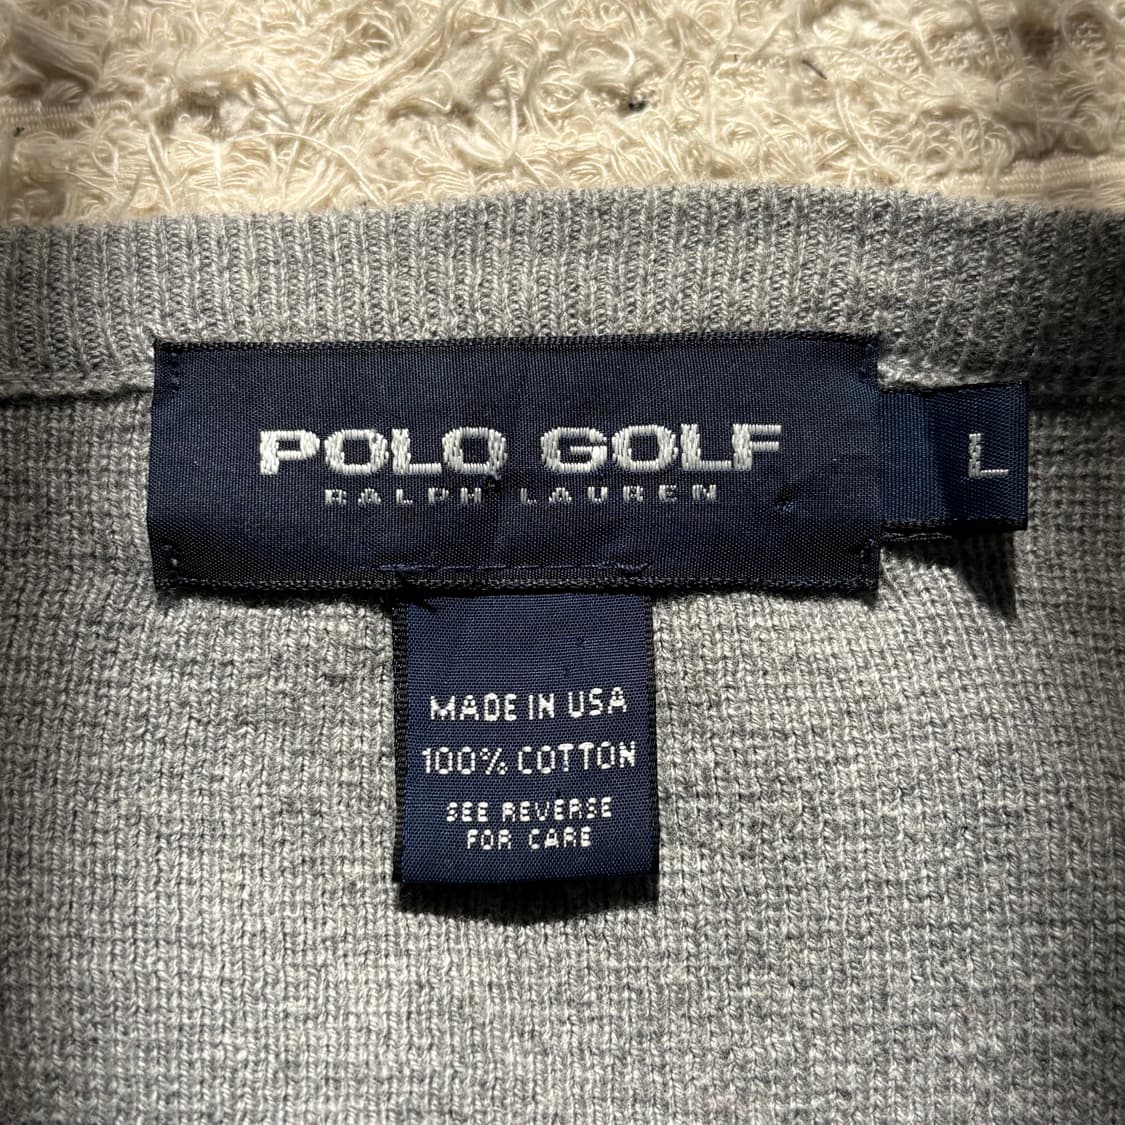 POLO GOLF
RALPH LAUREN
L
MADE IN USA
100% COTTON
SEE REVERSE
FOR CARE